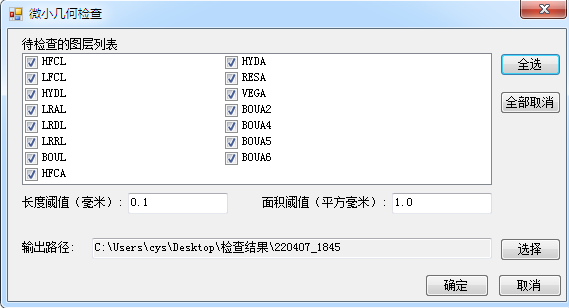 微小几何检查
待检查的图层列表
HFCL
LFCL
HYDL
LRAL
LRDL
LRRL
BOUL
HFCA
HYDA
RESA
VEGA
BOUA2
BOUA4
BOUA5
BOUA6
全选
全部取消
长度阈值（毫米）: 0.1
面积阈值（平方毫米）: 1.0
输出路径: C:\Users\cys\Desktop\检查结果\220407_1845
选择
确定
取消